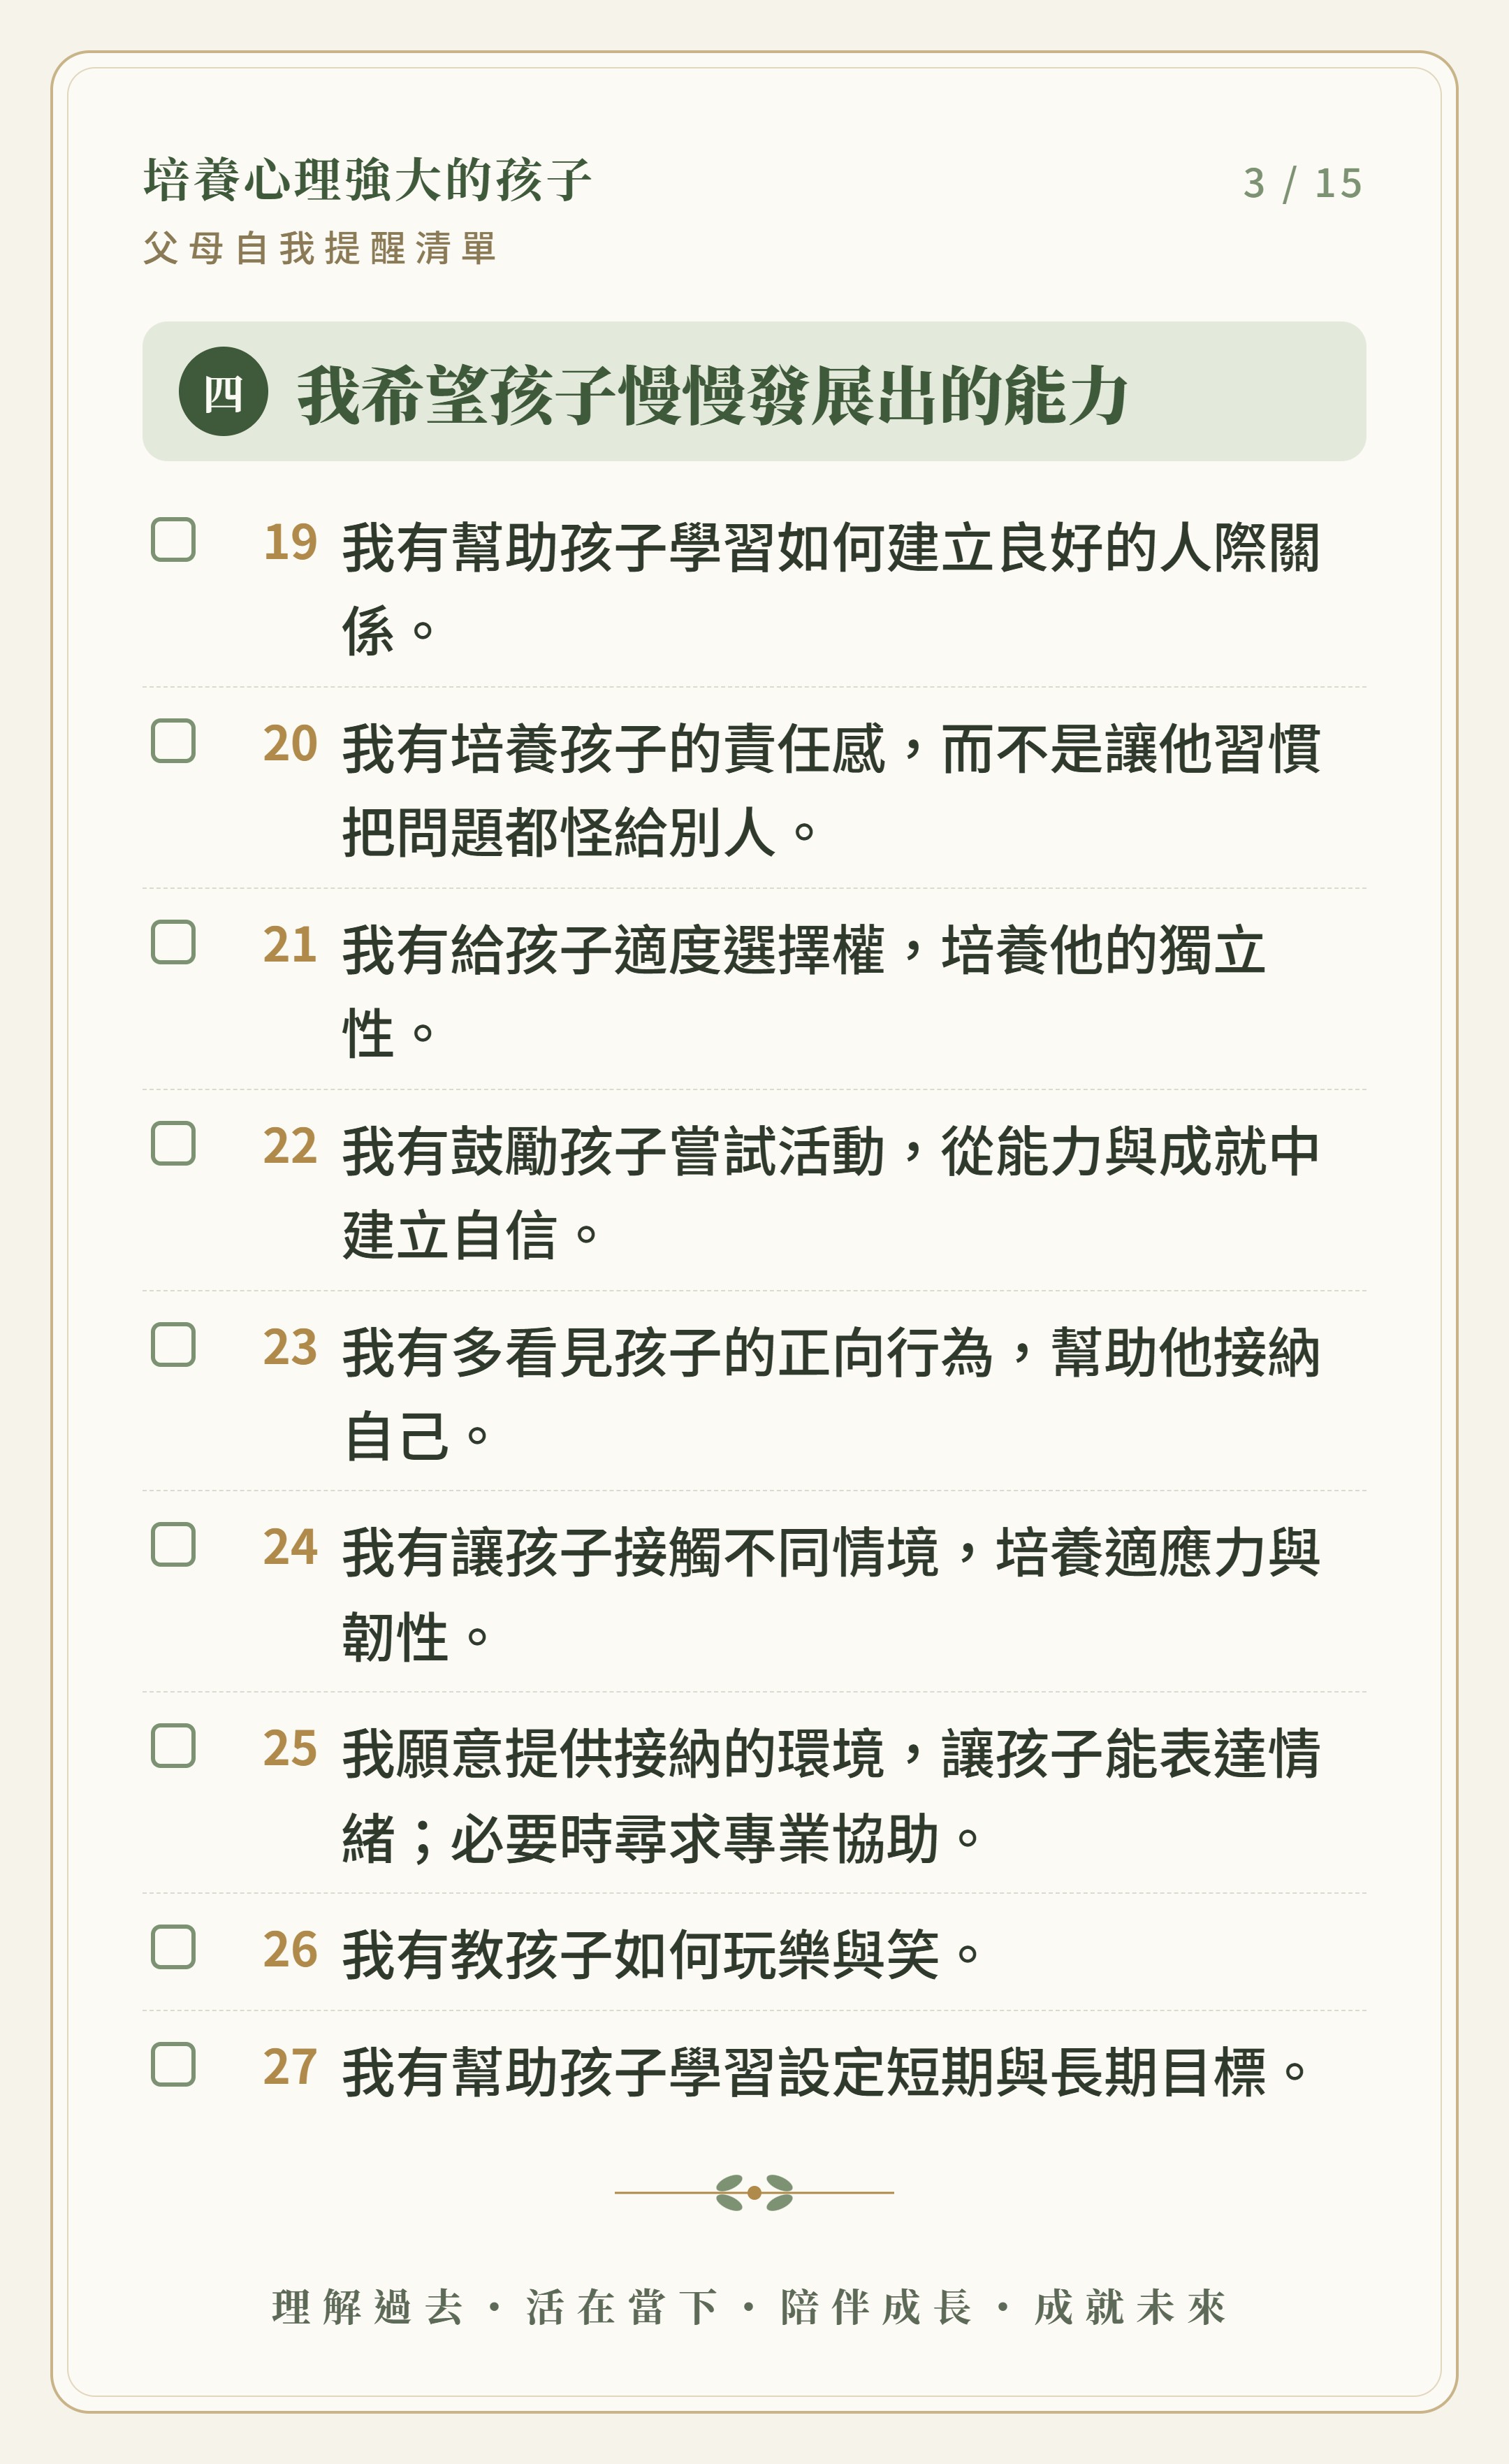 培養心理強大的孩子
3 / 15
父母自我提醒清單
四 我希望孩子慢慢發展出的能力
19 我有幫助孩子學習如何建立良好的人際關
係。
20 我有培養孩子的責任感，而不是讓他習慣
把問題都怪給別人。
21 我有給孩子適度選擇權，培養他的獨立
性。
22 我有鼓勵孩子嘗試活動，從能力與成就中
建立自信。
23 我有多看見孩子的正向行為，幫助他接納
自己。
24 我有讓孩子接觸不同情境，培養適應力與
韌性。
25 我願意提供接納的環境，讓孩子能表達情
緒；必要時尋求專業協助。
26 我有教孩子如何玩樂與笑。
27 我有幫助孩子學習設定短期與長期目標。
理解過去・活在當下・陪伴成長・成就未來